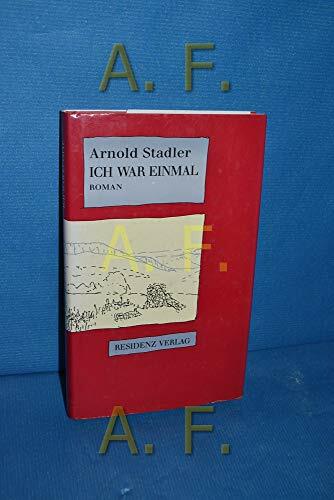 A. F.
Arnold Stadler
ICH WAR EINMAL
ROMAN
A. F.
RESIDENZ VERLAG
A. F.